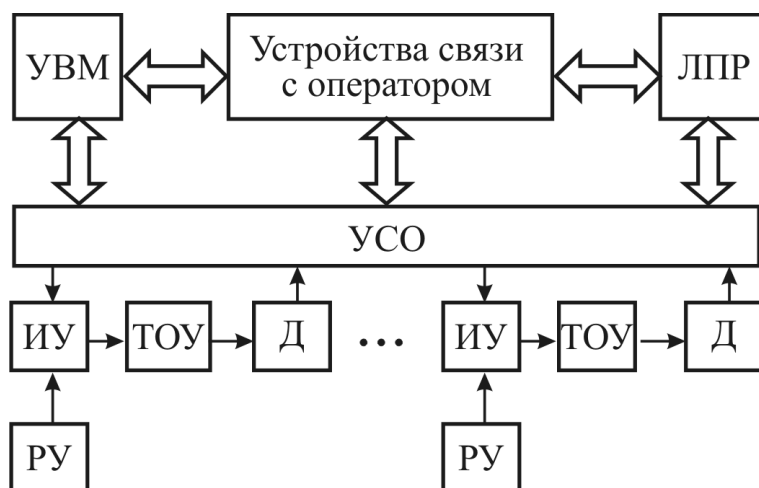 УВМ
Устройства связи
с оператором
ЛПР
УСО
ИУ
ТОУ
Д
...
ИУ
ТОУ
Д
РУ
РУ